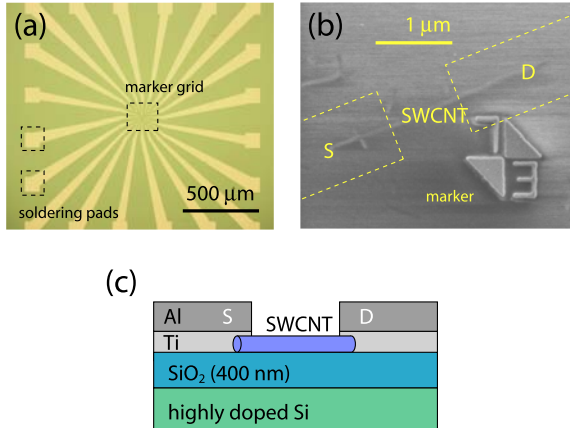 (a)
marker grid
500 μm
soldering pads
(b)
1 μm
D
SWCNT
S
marker
E
(c)
Al
S
SWCNT
D
Ti
SiO2 (400 nm)
highly doped Si